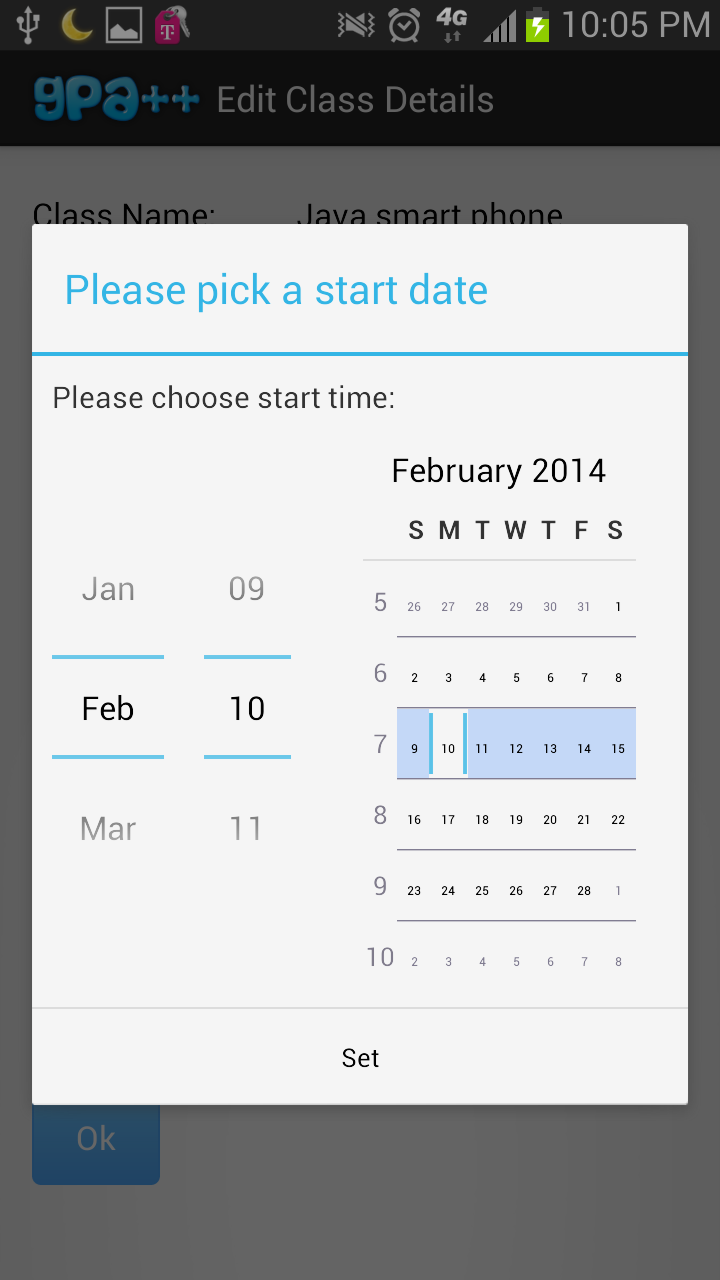 4G 10:05 PM
T
gpa++ Edit Class Details
Class Name: Java smart phone
Please pick a start date
Please choose start time:
February 2014
S M T W T F S
Jan 09
5 26 27 28 29 30 31 1
6 2 3 4 5 6 7 8
Feb 10
7 9 10 11 12 13 14 15
Mar 11
8 16 17 18 19 20 21 22
9 23 24 25 26 27 28 1
10 2 3 4 5 6 7 8
Set
Ok